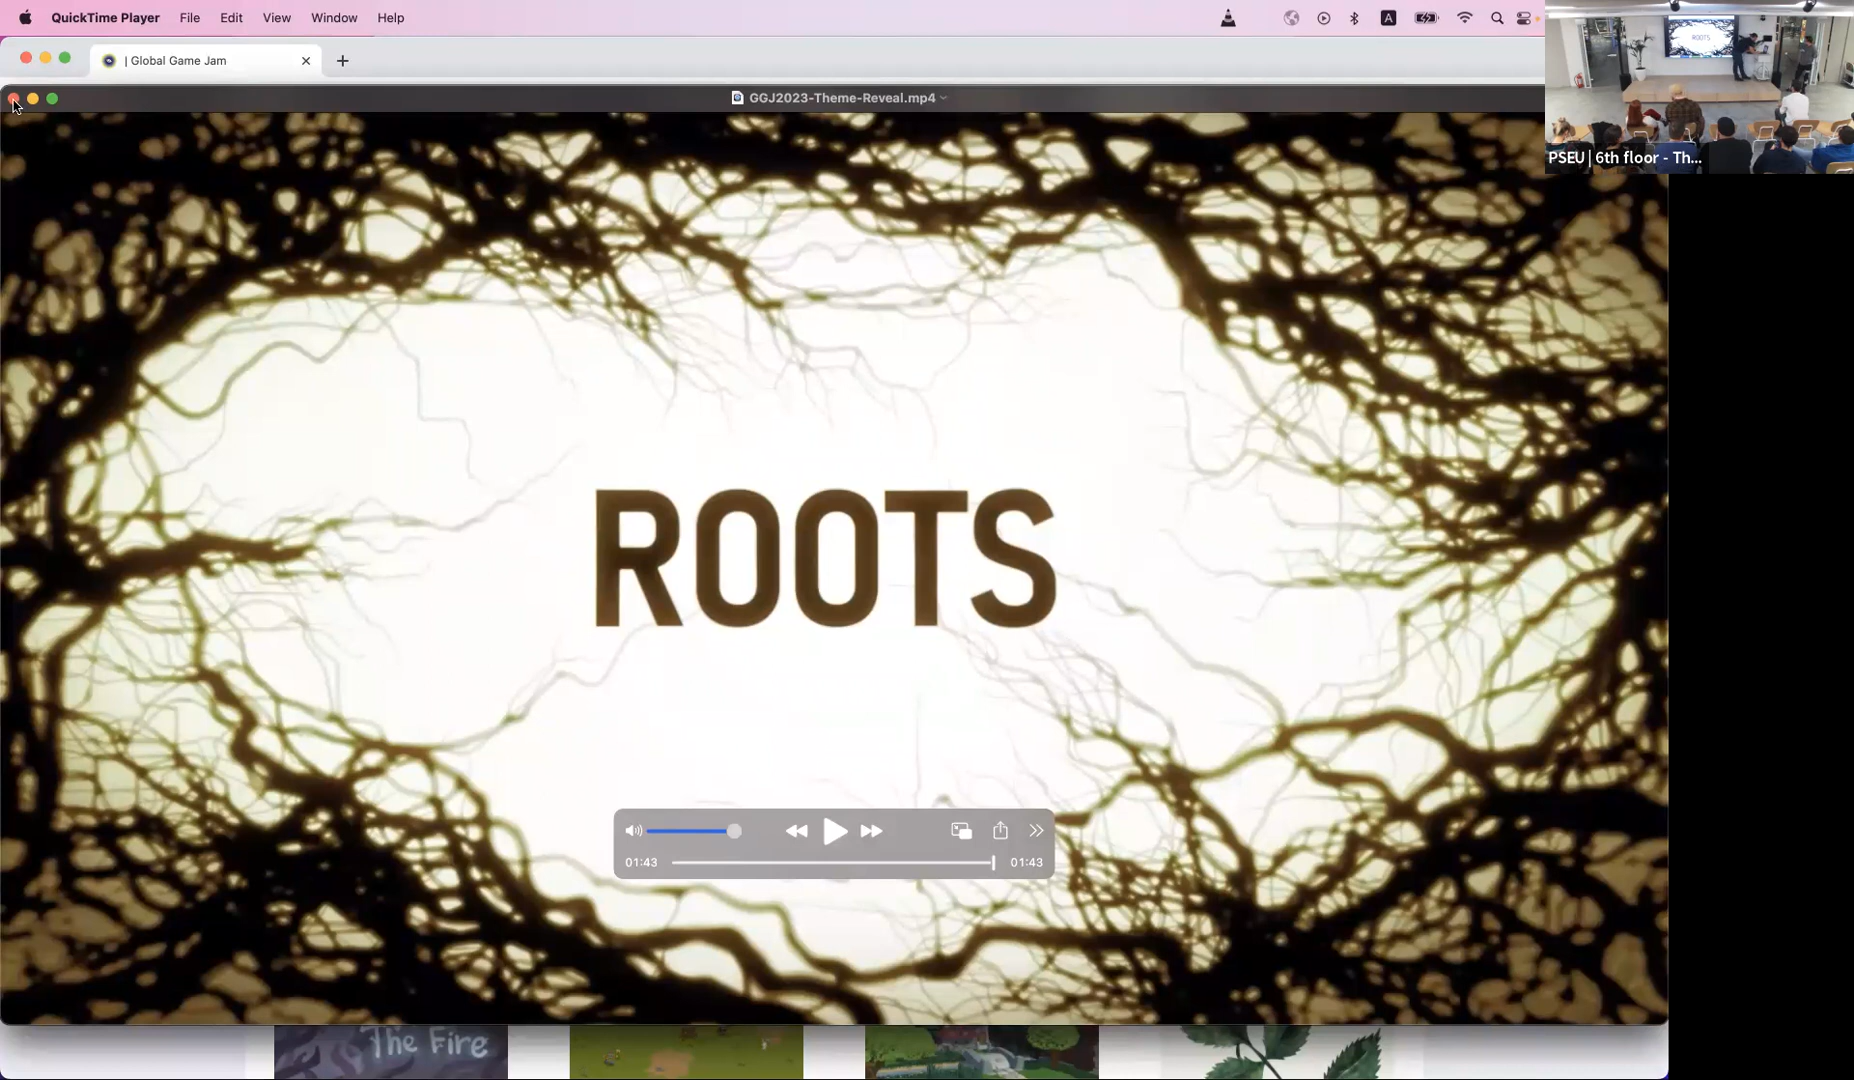 QuickTime Player File Edit View Window Help A
| Global Game Jam
GGJ2023-Theme-Reveal.mp4
ROOTS
PSEU | 6th floor - Th...
ROOTS
01:43 01:43
The Fire